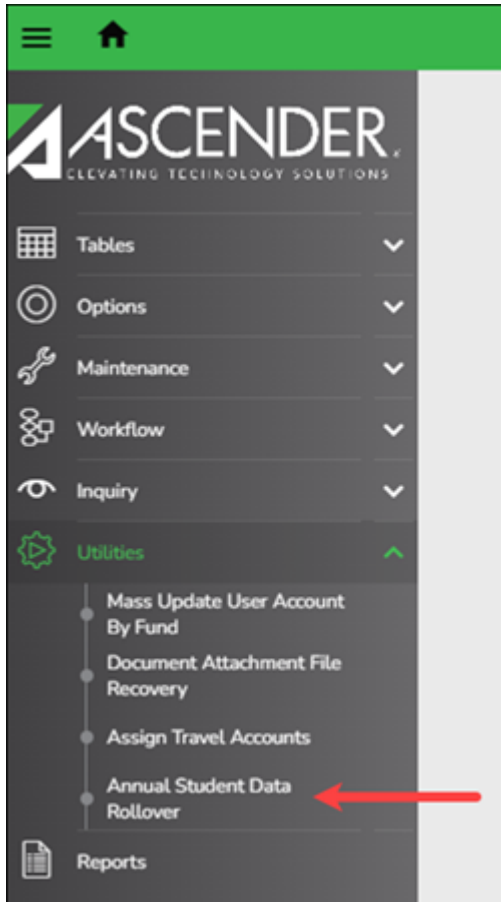 ASCENDER
ELEVATING TECHNOLOGY SOLUTIONS
Tables
Options
Maintenance
Workflow
Inquiry
Utilities
Mass Update User Account
By Fund
Document Attachment File
Recovery
Assign Travel Accounts
Annual Student Data
Rollover
Reports